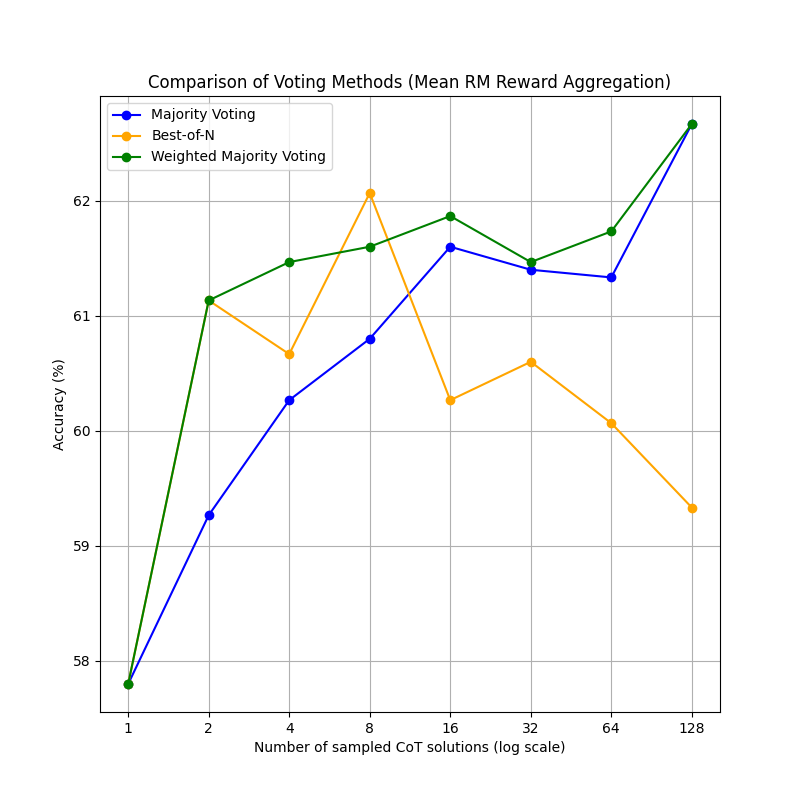 Comparison of Voting Methods (Mean RM Reward Aggregation)
Majority Voting
Best-of-N
Weighted Majority Voting
62
61
60
59
58
Accuracy (%)
1 2 4 8 16 32 64 128
Number of sampled CoT solutions (log scale)